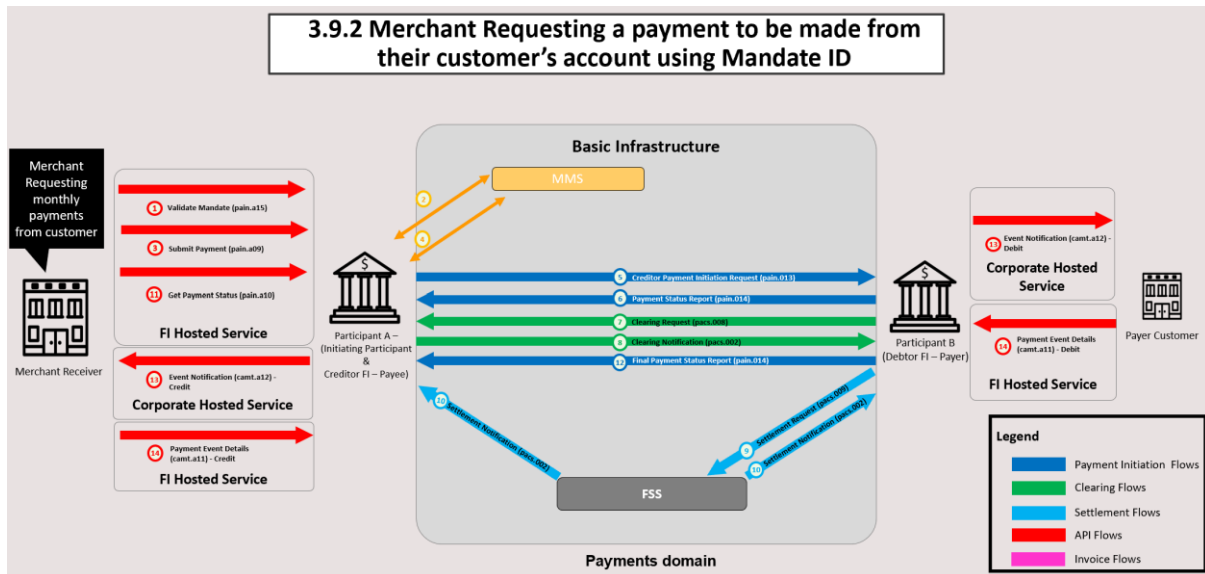 3.9.2 Merchant Requesting a payment to be made from
their customer's account using Mandate ID
Merchant
Requesting
monthly
payments
from customer
Merchant Receiver
1 Validate Mandate (pain.a15)
3 Submit Payment (pain.a09)
11 Get Payment Status (pain.a10)
FI Hosted Service
13 Event Notification (camt.a12) -
Credit
Corporate Hosted Service
14 Payment Event Details
(camt.a11) - Credit
FI Hosted Service
$
Participant A –
(Initiating Participant
&
Creditor FI – Payee)
Basic Infrastructure
MMS
2
4
5 Creditor Payment Initiation Request (pain.013)
6 Payment Status Report (pain.014)
7 Clearing Request (pacs.008)
8 Clearing Notification (pacs.002)
12 Final Payment Status Report (pain.014)
10 Settlement Notification (pacs.002)
9 Settlement Request (pacs.009)
10 Settlement Notification (pacs.002)
FSS
Payments domain
$
Participant B
(Debtor FI – Payer)
13 Event Notification (camt.a12) -
Debit
Corporate Hosted
Service
14 Payment Event Details
(camt.a11) - Debit
FI Hosted Service
Payer Customer
Legend
Payment Initiation Flows
Clearing Flows
Settlement Flows
API Flows
Invoice Flows